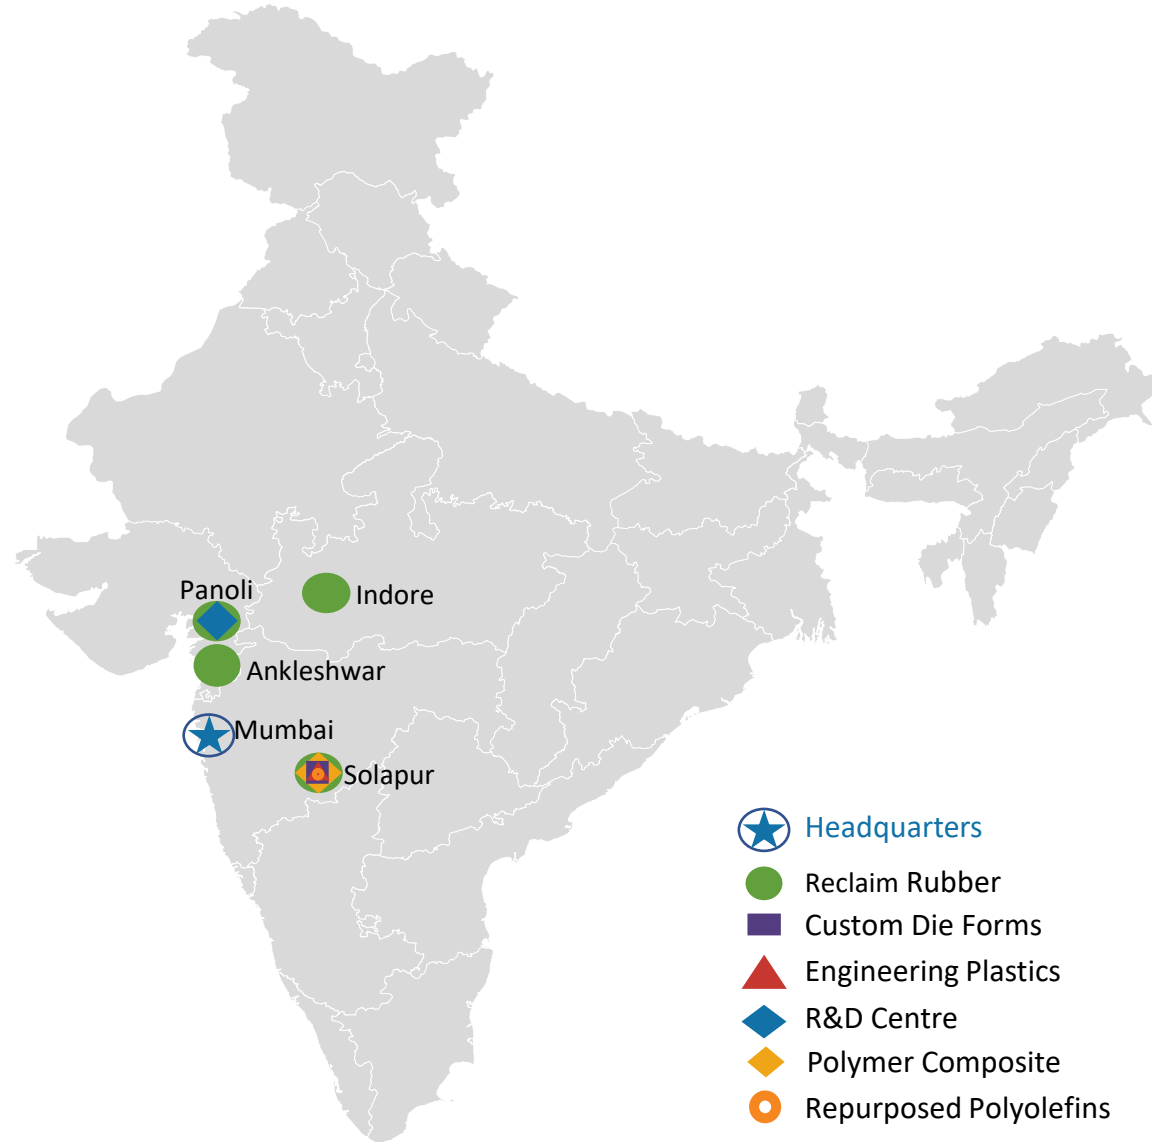 Panoli
Indore
Ankleshwar
Mumbai
Solapur
Headquarters
Reclaim Rubber
Custom Die Forms
Engineering Plastics
R&D Centre
Polymer Composite
Repurposed Polyolefins